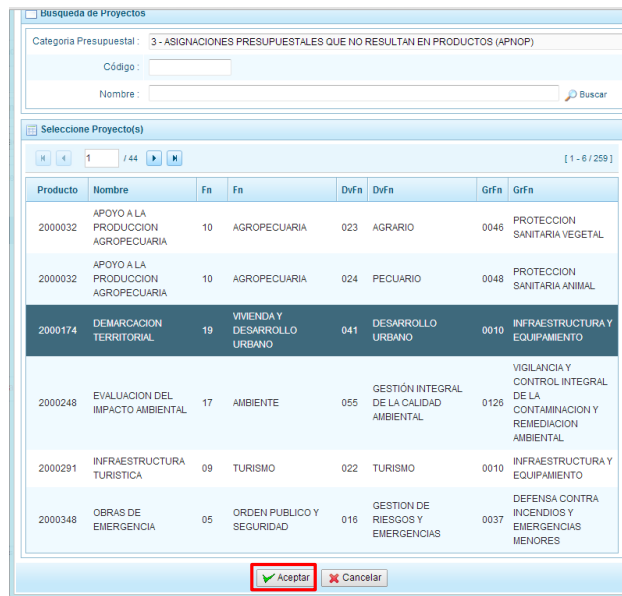 Busqueda de Proyectos
Categoria Presupuestal : 3 - ASIGNACIONES PRESUPUESTALES QUE NO RESULTAN EN PRODUCTOS (APNOP)
Código :
Nombre : Buscar
Seleccione Proyecto(s)
1 / 44 [ 1 - 6 / 259 ]
Producto Nombre Fn Fn DvFn DvFn GrFn GrFn
2000032 APOYO A LA PRODUCCION AGROPECUARIA 10 AGROPECUARIA 023 AGRARIO 0046 PROTECCION SANITARIA VEGETAL
2000032 APOYO A LA PRODUCCION AGROPECUARIA 10 AGROPECUARIA 024 PECUARIO 0048 PROTECCION SANITARIA ANIMAL
2000174 DEMARCACION TERRITORIAL 19 VIVIENDA Y DESARROLLO URBANO 041 DESARROLLO URBANO 0010 INFRAESTRUCTURA Y EQUIPAMIENTO
2000248 EVALUACION DEL IMPACTO AMBIENTAL 17 AMBIENTE 055 GESTIÓN INTEGRAL DE LA CALIDAD AMBIENTAL 0126 VIGILANCIA Y CONTROL INTEGRAL DE LA CONTAMINACION Y REMEDIACION AMBIENTAL
2000291 INFRAESTRUCTURA TURISTICA 09 TURISMO 022 TURISMO 0010 INFRAESTRUCTURA Y EQUIPAMIENTO
2000348 OBRAS DE EMERGENCIA 05 ORDEN PUBLICO Y SEGURIDAD 016 GESTION DE RIESGOS Y EMERGENCIAS 0037 DEFENSA CONTRA INCENDIOS Y EMERGENCIAS MENORES
Aceptar Cancelar